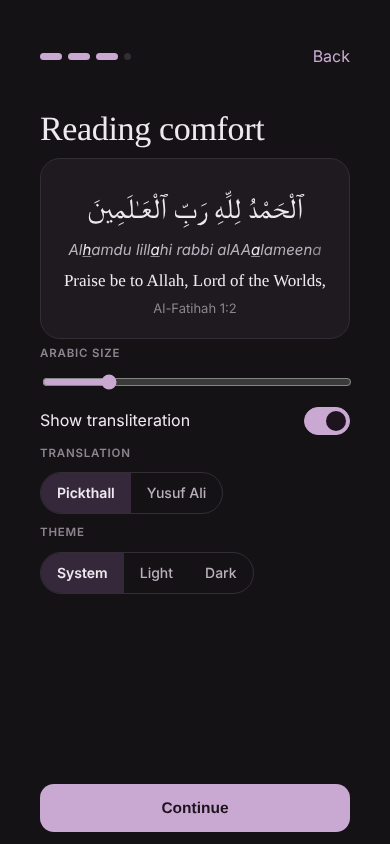 Back
Reading comfort
ٱلْحَمْدُ لِلَّهِ رَبِّ ٱلْعَـٰلَمِينَ
Alhamdu lillahi rabbi alAAalameena
Praise be to Allah, Lord of the Worlds,
Al-Fatihah 1:2
ARABIC SIZE
Show transliteration
TRANSLATION
Pickthall Yusuf Ali
THEME
System Light Dark
Continue